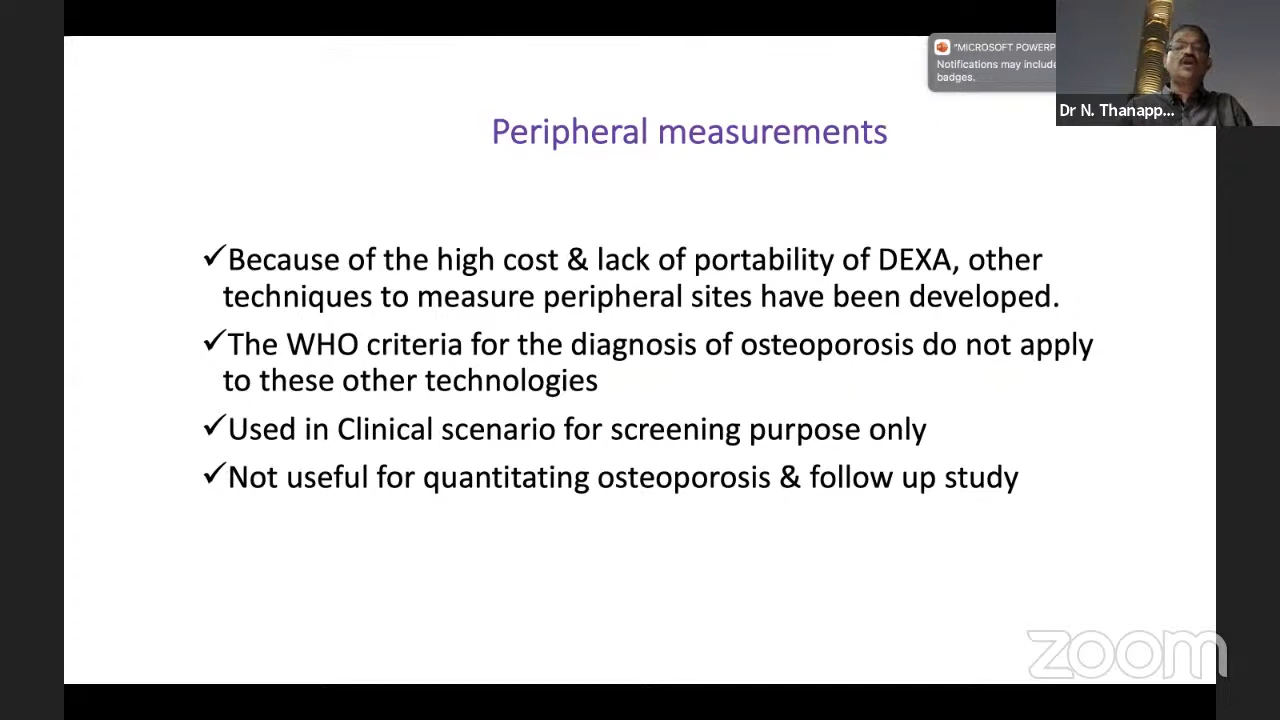 "MICROSOFT POWERP
Notifications may include
badges.
Dr N. Thanapp...
Peripheral measurements
✓Because of the high cost & lack of portability of DEXA, other
techniques to measure peripheral sites have been developed.
✓The WHO criteria for the diagnosis of osteoporosis do not apply
to these other technologies
✓Used in Clinical scenario for screening purpose only
✓Not useful for quantitating osteoporosis & follow up study
zoom